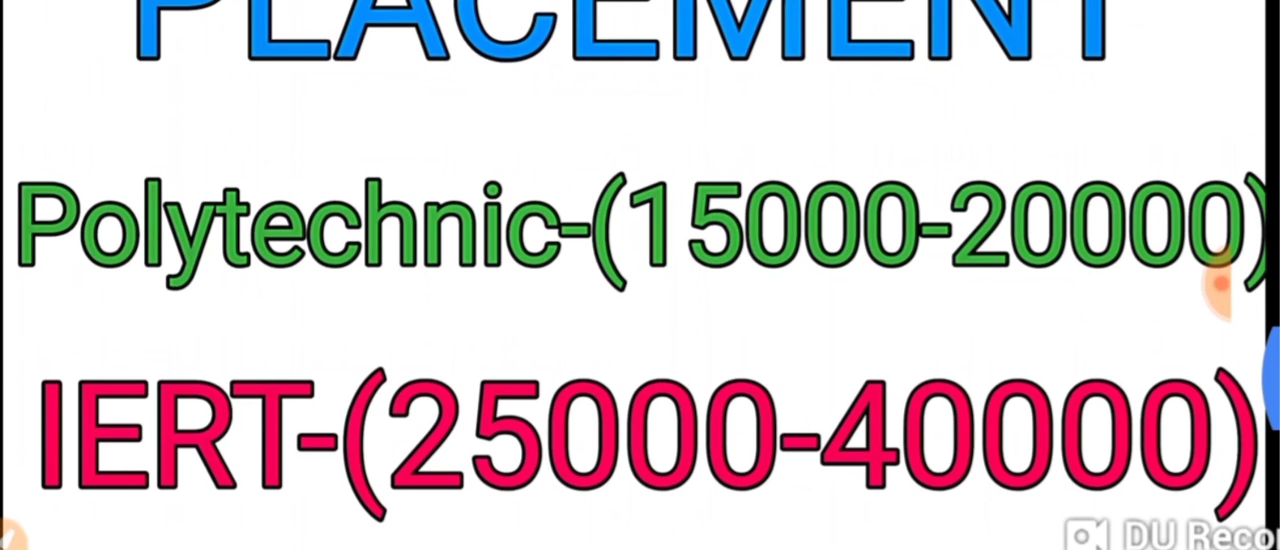 PLACEMENT
Polytechnic-(15000-20000)
IERT-(25000-40000)
DU Reco